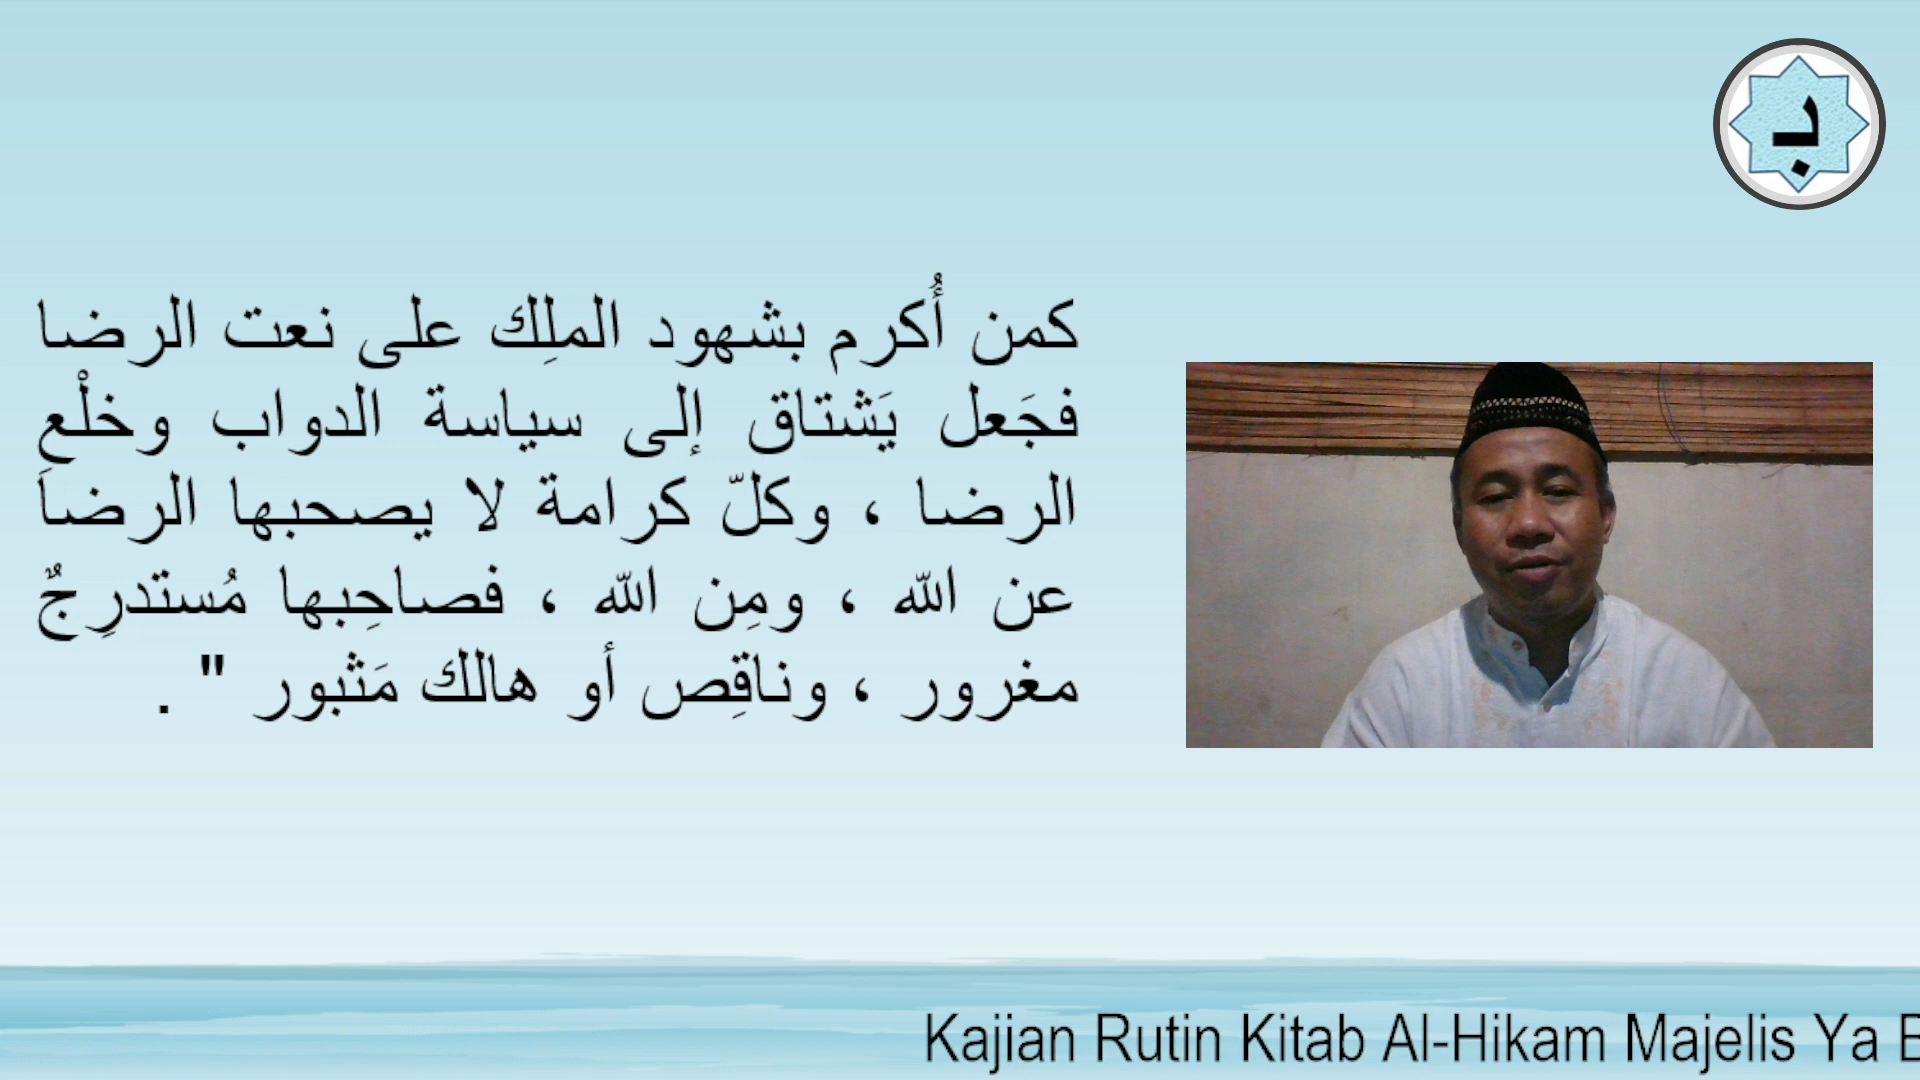 كمن أُكرم بشهود الملِك على نعت الرضا
فجَعل يَشتاق إلى سياسة الدواب وخلْعِ
الرضا ، وكلّ كرامة لا يصحبها الرضاَ
عن الله ، ومِن الله ، فصاحِبها مُستدرِجٌ
مغرور ، وناقِص أو هالك مَثبور " .
Kajian Rutin Kitab Al-Hikam Majelis Ya